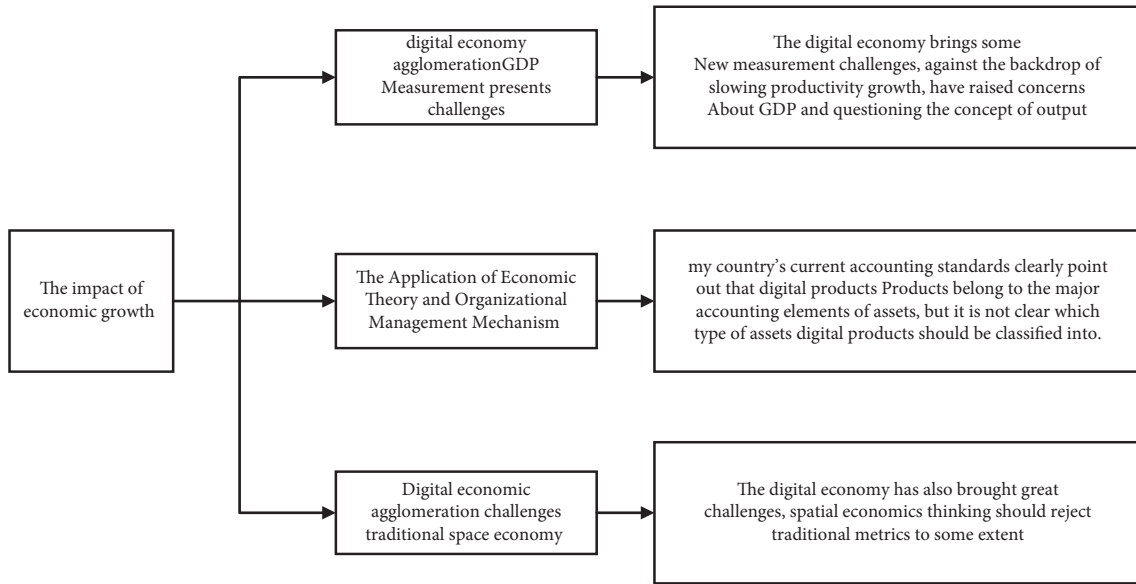 The impact of
economic growth
digital economy
agglomerationGDP
Measurement presents
challenges
The digital economy brings some
New measurement challenges, against the backdrop of
slowing productivity growth, have raised concerns
About GDP and questioning the concept of output
The Application of Economic
Theory and Organizational
Management Mechanism
my country's current accounting standards clearly point
out that digital products Products belong to the major
accounting elements of assets, but it is not clear which
type of assets digital products should be classified into.
Digital economic
agglomeration challenges
traditional space economy
The digital economy has also brought great
challenges, spatial economics thinking should reject
traditional metrics to some extent